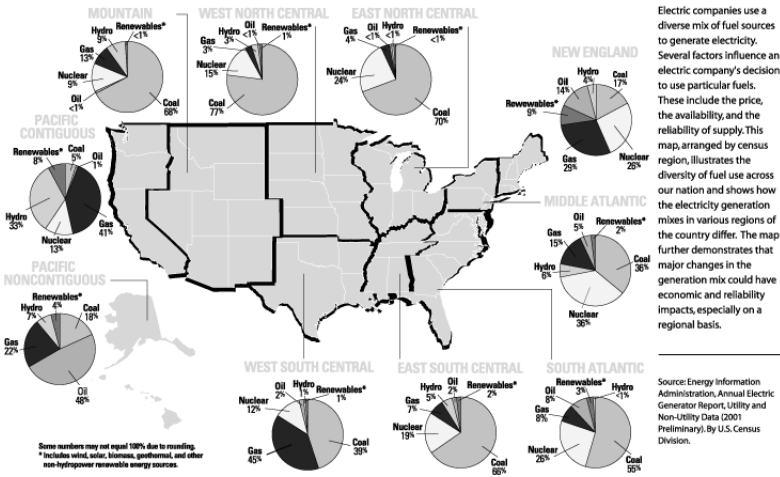 MOUNTAIN
Hydro
9%
Renewables*
<1%
Gas
13%
Nuclear
9%
Oil
<1%
Coal
68%
WEST NORTH CENTRAL
Oil
<1%
Renewables*
1%
Hydro
3%
Gas
3%
Nuclear
15%
Coal
77%
EAST NORTH CENTRAL
Oil
<1%
Hydro
<1%
Renewables*
<1%
Gas
4%
Nuclear
24%
Coal
70%
NEW ENGLAND
Hydro
4%
Coal
17%
Oil
14%
Rewewables*
9%
Gas
29%
Nuclear
26%
PACIFIC
CONTIGUOUS
Renewables*
8%
Coal
5%
Oil
1%
Hydro
33%
Gas
41%
Nuclear
13%
MIDDLE ATLANTIC
Oil
5%
Renewables*
2%
Gas
15%
Hydro
6%
Coal
36%
Nuclear
36%
PACIFIC
NONCONTIGUOUS
Renewables*
4%
Hydro
7%
Coal
18%
Gas
22%
Oil
48%
WEST SOUTH CENTRAL
Oil
2%
Hydro
1%
Renewables*
1%
Nuclear
12%
Gas
45%
Coal
39%
EAST SOUTH CENTRAL
Hydro
5%
Oil
2%
Renewables*
2%
Gas
7%
Nuclear
19%
Coal
66%
SOUTH ATLANTIC
Renewables*
3%
Hydro
<1%
Oil
8%
Gas
8%
Nuclear
26%
Coal
55%
Some numbers may not equal 100% due to rounding.
* Includes wind, solar, biomass, geothermal, and other
non-hydropower renewable energy sources.
Electric companies use a
diverse mix of fuel sources
to generate electricity.
Several factors influence an
electric company's decision
to use particular fuels.
These include the price,
the availability, and the
reliability of supply. This
map, arranged by census
region, illustrates the
diversity of fuel use across
our nation and shows how
the electricity generation
mixes in various regions of
the country differ. The map
further demonstrates that
major changes in the
generation mix could have
economic and reliability
impacts, especially on a
regional basis.
Source: Energy Information
Administration, Annual Electric
Generator Report, Utility and
Non-Utility Data (2001
Preliminary). By U.S. Census
Division.